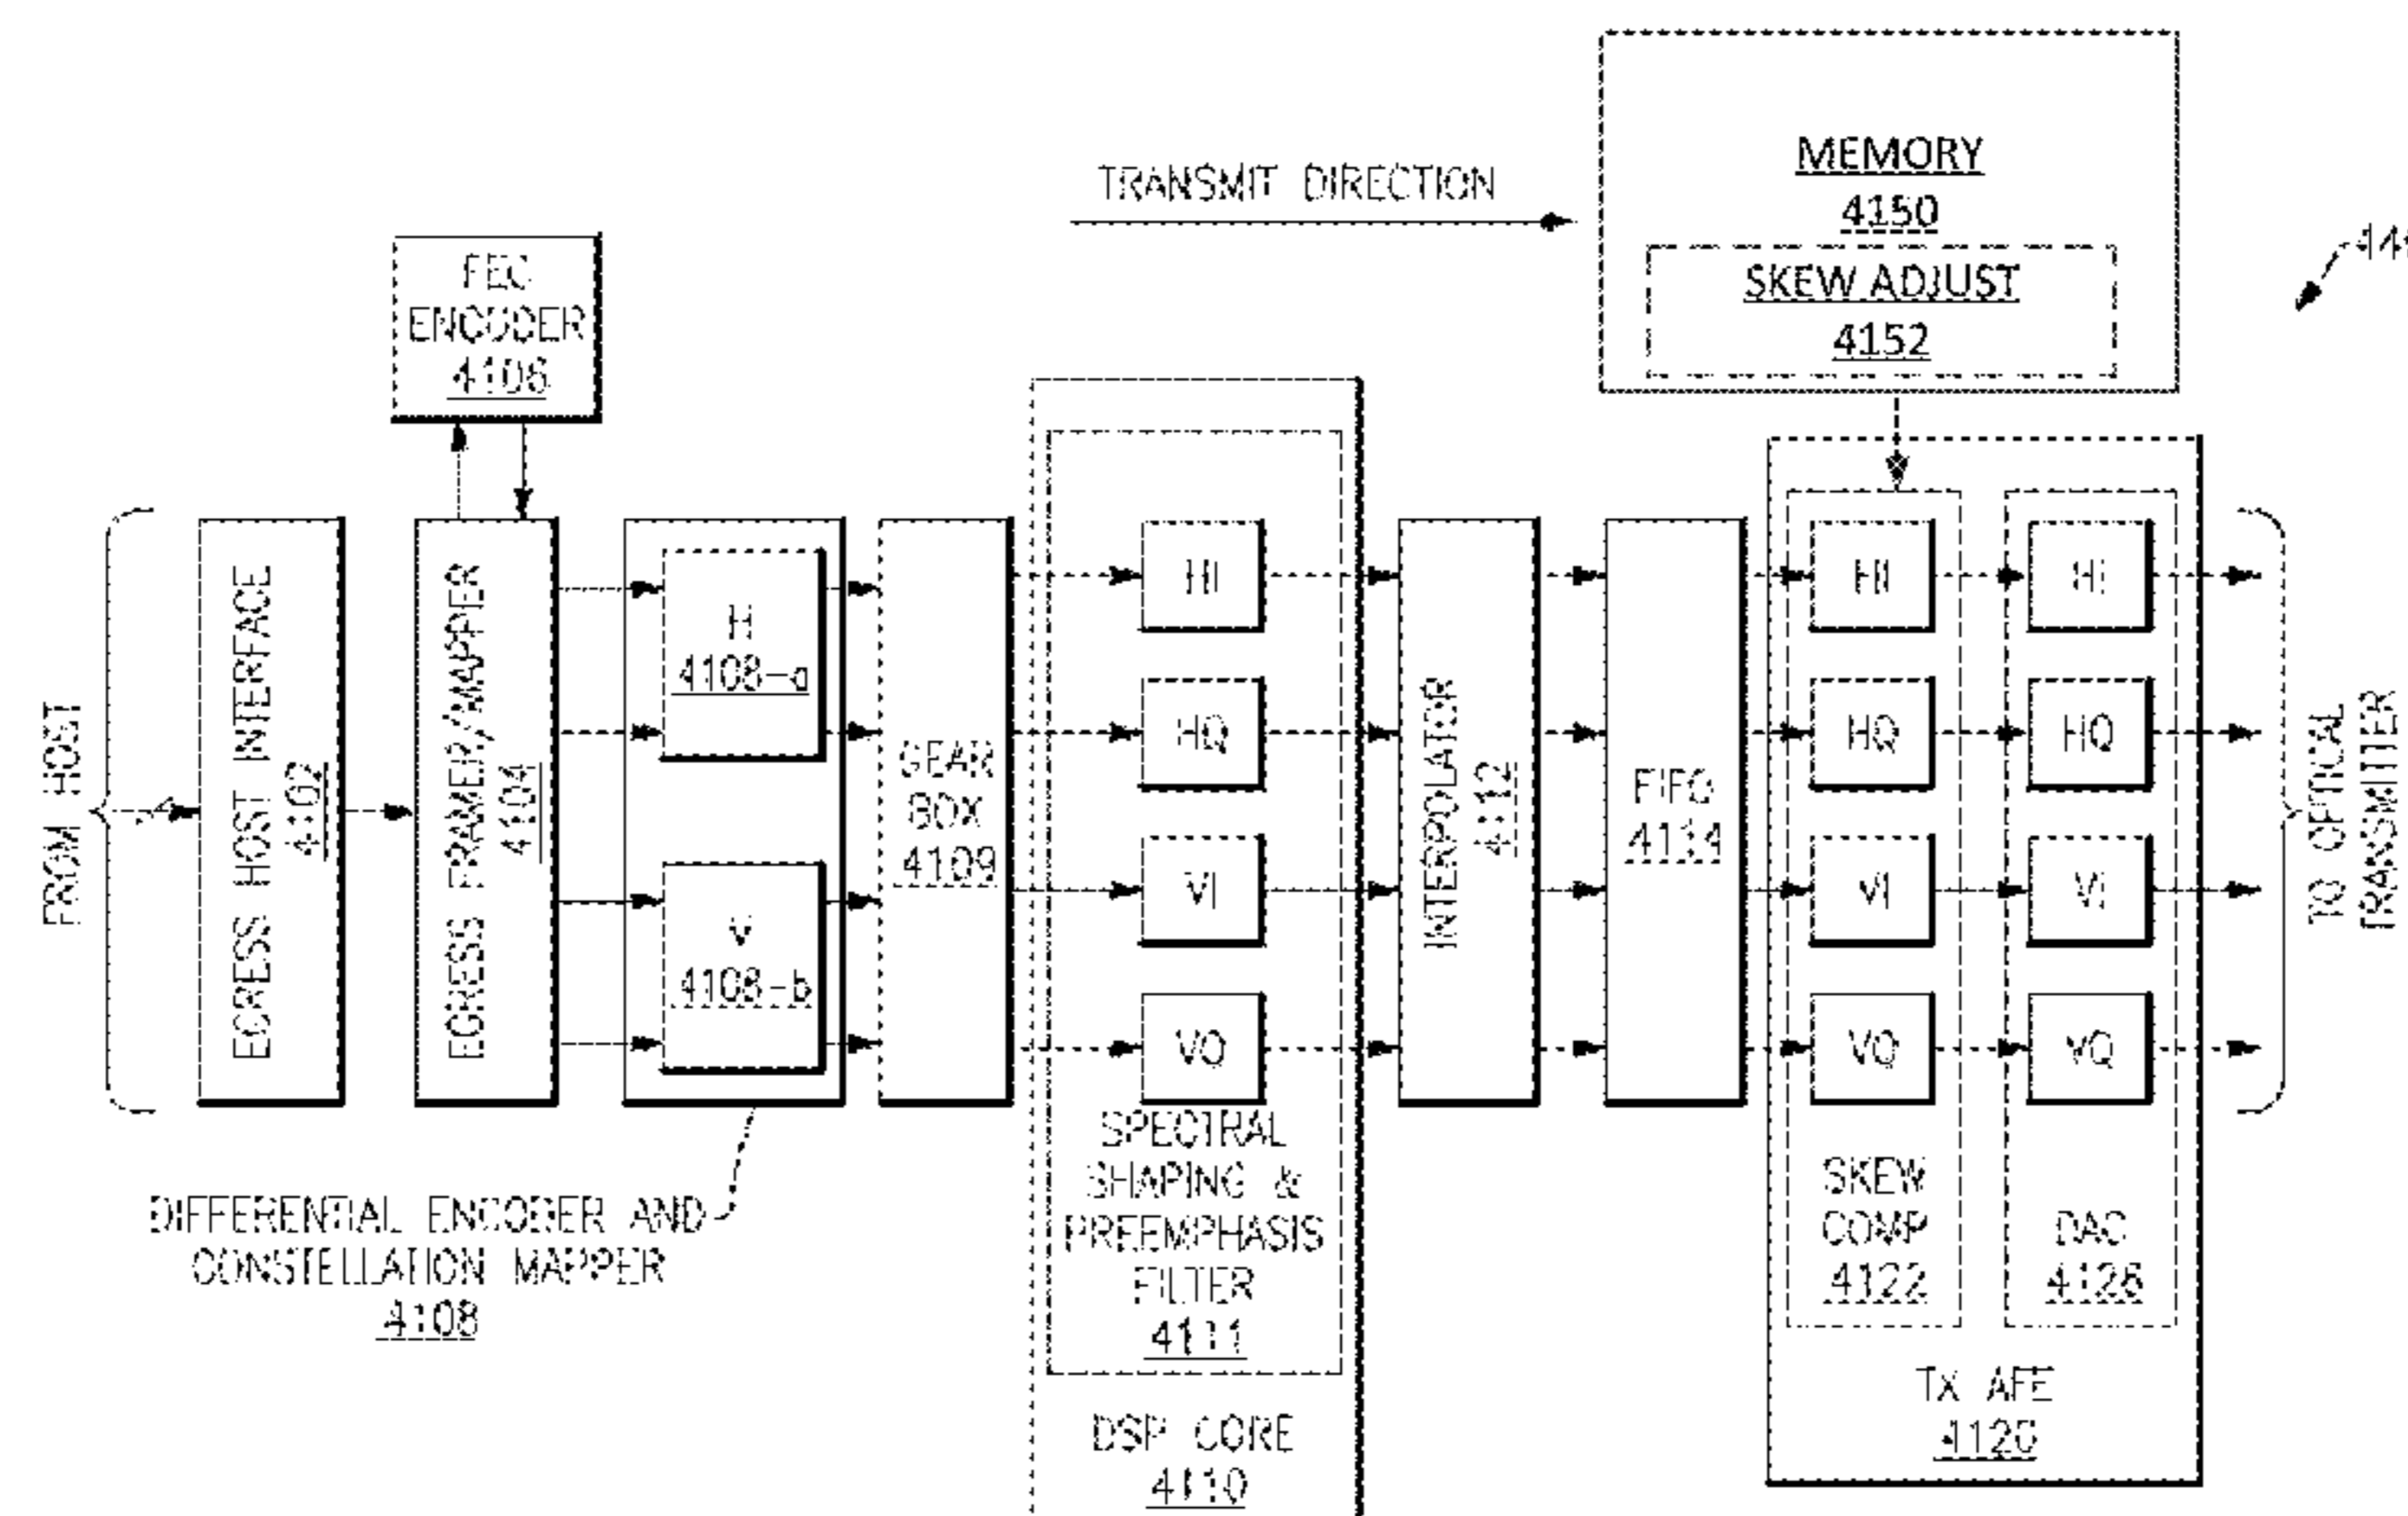 MEMORY
4150
SKEW ADJUST
4152
TRANSMIT DIRECTION
FEC
ENCODER
4106
FROM HOST
EGRESS HOST INTERFACE
4102
EGRESS FRAMER/MAPPER
4104
H
4108-a
V
4108-b
DIFFERENTIAL ENCODER AND
CONSTELLATION MAPPER
4108
GEAR
BOX
4109
HI
HQ
VI
VQ
SPECTRAL
SHAPING &
PREEMPHASIS
FILTER
4111
DSP CORE
4110
INTERPOLATOR
4112
FIFO
4114
HI
HQ
VI
VQ
SKEW
COMP
4122
HI
HQ
VI
VQ
DAC
TX AFE
TO OPTICAL
TRANSMITTER